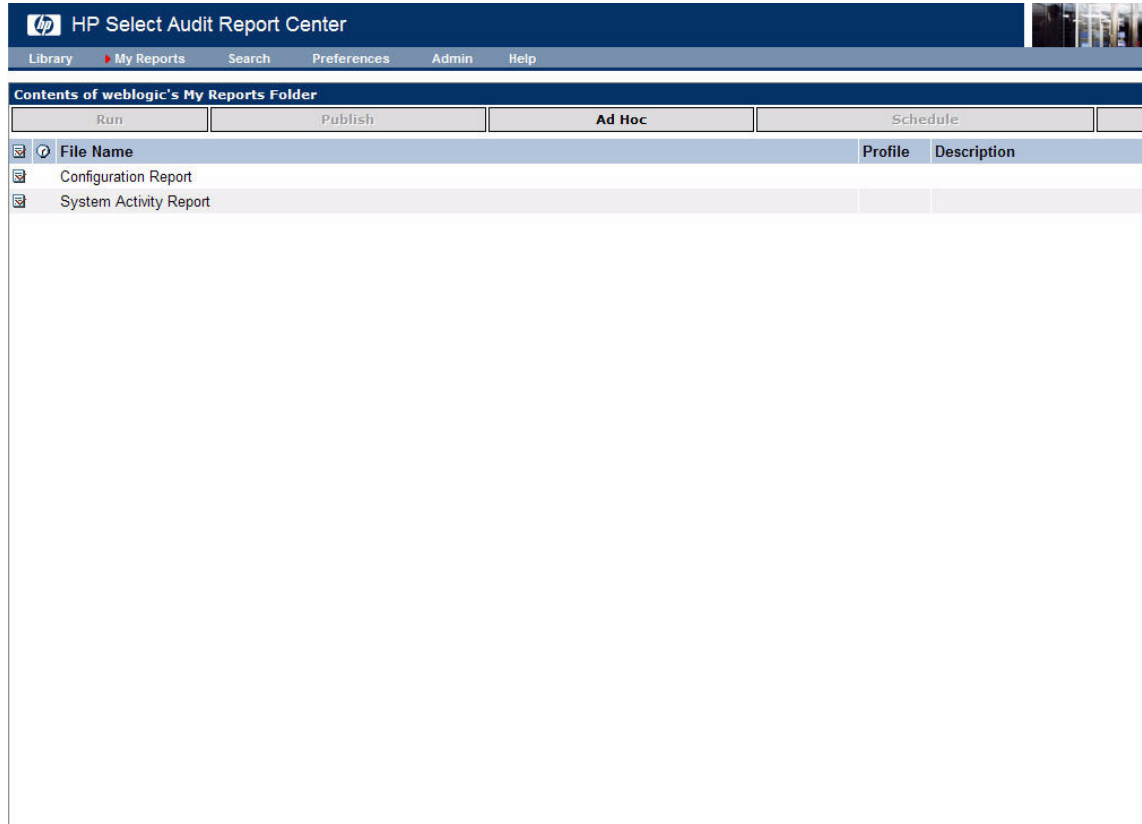 hp HP Select Audit Report Center
Library My Reports Search Preferences Admin Help
Contents of weblogic's My Reports Folder
Run Publish Ad Hoc Schedule
File Name Profile Description
Configuration Report
System Activity Report